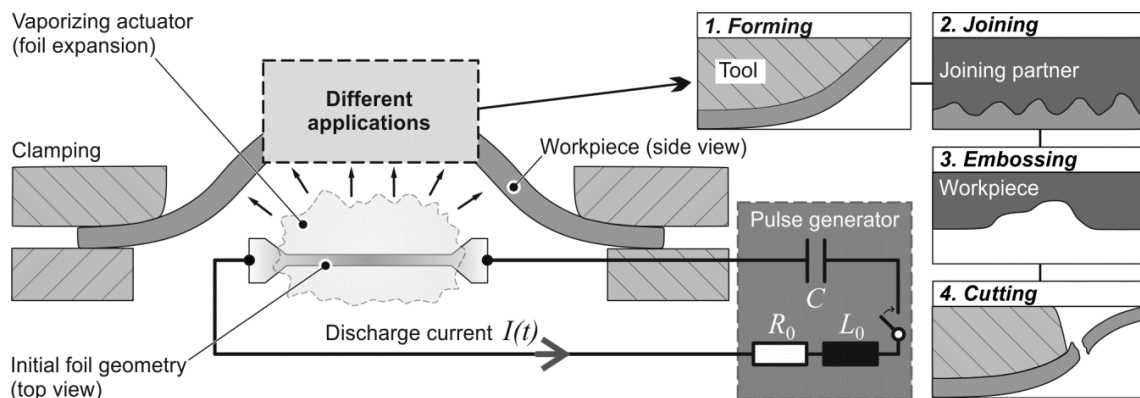 Vaporizing actuator
(foil expansion)
Different
applications
Clamping
Workpiece (side view)
Initial foil geometry
(top view)
Discharge current I(t)
Pulse generator
C
R₀
L₀
1. Forming
Tool
2. Joining
Joining partner
3. Embossing
Workpiece
4. Cutting